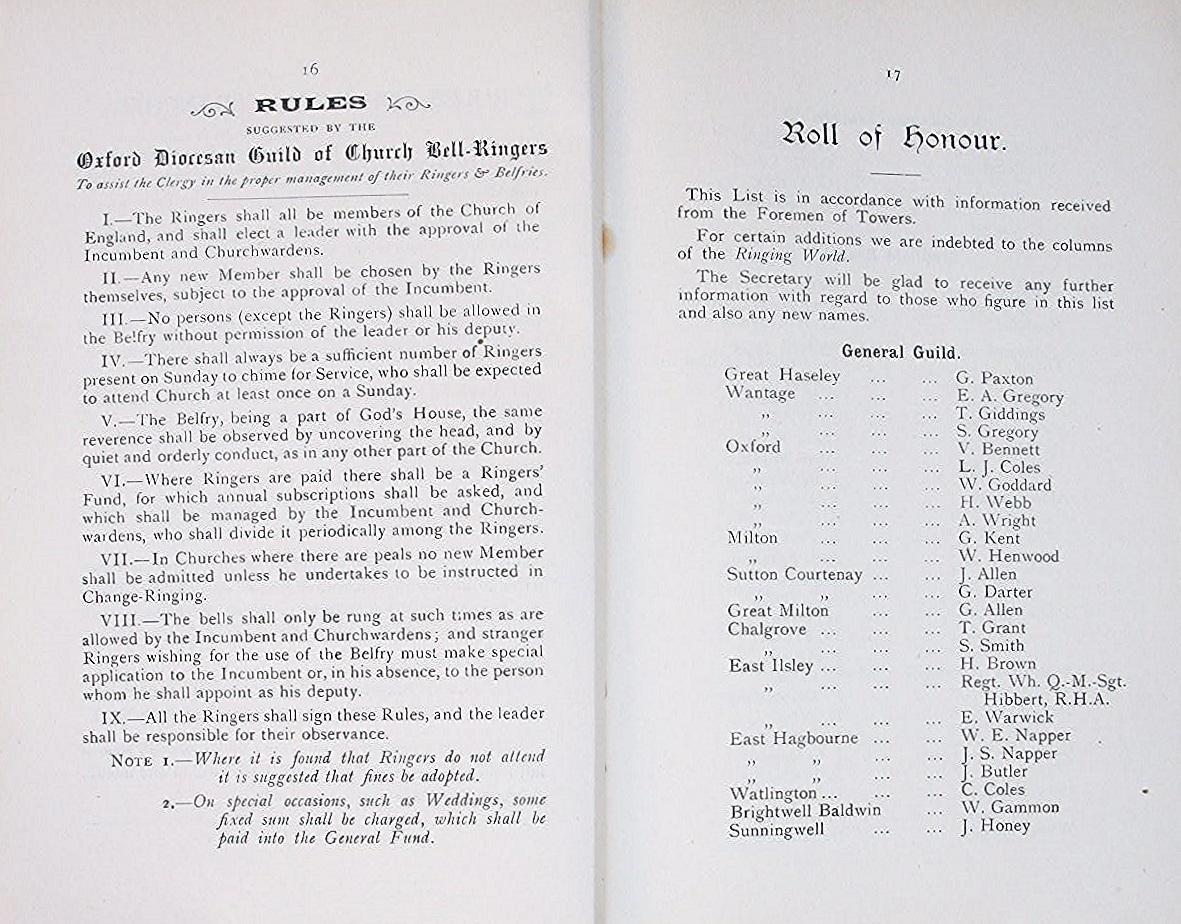 16
RULES
SUGGESTED BY THE
Oxford Diocesan Guild of Church Bell-Ringers
To assist the Clergy in the proper management of their Ringers & Belfries.
I.—The Ringers shall all be members of the Church of
England, and shall elect a leader with the approval of the
Incumbent and Churchwardens.
II.—Any new Member shall be chosen by the Ringers
themselves, subject to the approval of the Incumbent.
III.—No persons (except the Ringers) shall be allowed in
the Belfry without permission of the leader or his deputy.
IV.—There shall always be a sufficient number of Ringers
present on Sunday to chime for Service, who shall be expected
to attend Church at least once on a Sunday.
V.—The Belfry, being a part of God's House, the same
reverence shall be observed by uncovering the head, and by
quiet and orderly conduct, as in any other part of the Church.
VI.—Where Ringers are paid there shall be a Ringers'
Fund, for which annual subscriptions shall be asked, and
which shall be managed by the Incumbent and Church-
wardens, who shall divide it periodically among the Ringers.
VII.—In Churches where there are peals no new Member
shall be admitted unless he undertakes to be instructed in
Change-Ringing.
VIII.—The bells shall only be rung at such times as are
allowed by the Incumbent and Churchwardens; and stranger
Ringers wishing for the use of the Belfry must make special
application to the Incumbent or, in his absence, to the person
whom he shall appoint as his deputy.
IX.—All the Ringers shall sign these Rules, and the leader
shall be responsible for their observance.
NOTE 1.—Where it is found that Ringers do not attend
it is suggested that fines be adopted.
2.—On special occasions, such as Weddings, some
fixed sum shall be charged, which shall be
paid into the General Fund.
17
Roll of Honour.
This List is in accordance with information received
from the Foremen of Towers.
For certain additions we are indebted to the columns
of the Ringing World.
The Secretary will be glad to receive any further
information with regard to those who figure in this list
and also any new names.
General Guild.
Great Haseley ... ... G. Paxton
Wantage ... ... ... E. A. Gregory
,, ... ... ... T. Giddings
,, ... ... ... S. Gregory
Oxford ... ... ... V. Bennett
,, ... ... ... L. J. Coles
,, ... ... ... W. Goddard
,, ... ... ... H. Webb
,, ... ... ... A. Wright
Milton ... ... ... G. Kent
,, ... ... ... W. Henwood
Sutton Courtenay ... ... J. Allen
,, ,, ... ... G. Darter
Great Milton ... ... G. Allen
Chalgrove ... ... ... T. Grant
,, ... ... ... S. Smith
East Ilsley ... ... ... H. Brown
,, ... ... ... Regt. Wh. Q.-M.-Sgt.
Hibbert, R.H.A.
,, ... ... ... E. Warwick
East Hagbourne ... ... W. E. Napper
,, ,, ... ... J. S. Napper
,, ,, ... ... J. Butler
Watlington ... ... ... C. Coles
Brightwell Baldwin ... W. Gammon
Sunningwell ... ... J. Honey